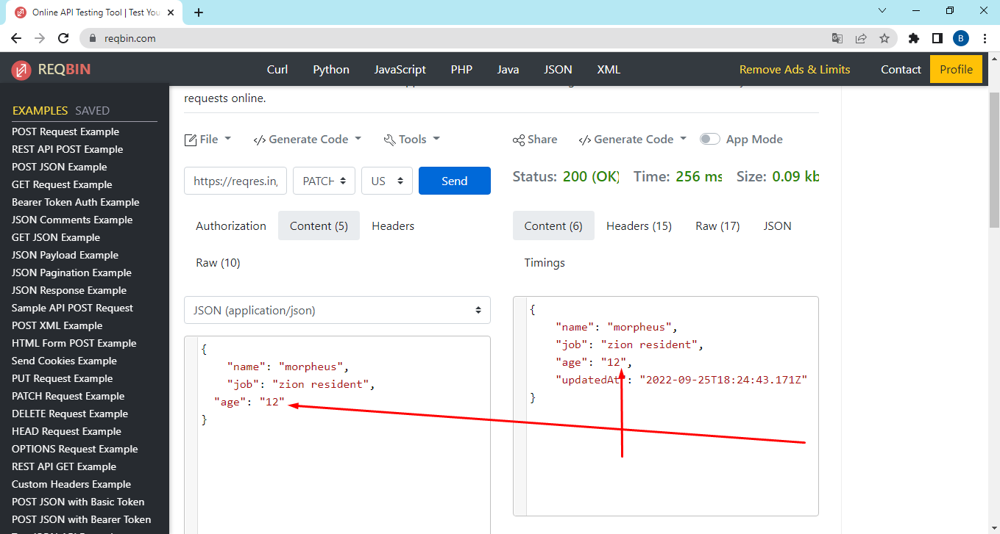 Online API Testing Tool | Test You
reqbin.com
B
REQBIN
Curl Python JavaScript PHP Java JSON XML Remove Ads & Limits Contact Profile
EXAMPLES SAVED
POST Request Example
REST API POST Example
POST JSON Example
GET Request Example
Bearer Token Auth Example
JSON Comments Example
GET JSON Example
JSON Payload Example
JSON Pagination Example
JSON Response Example
Sample API POST Request
POST XML Example
HTML Form POST Example
Send Cookies Example
PUT Request Example
PATCH Request Example
DELETE Request Example
HEAD Request Example
OPTIONS Request Example
REST API GET Example
Custom Headers Example
POST JSON with Basic Token
POST JSON with Bearer Token
requests online.
File </> Generate Code Tools
https://reqres.in, PATCH US Send
Authorization Content (5) Headers
Raw (10)
JSON (application/json)
{
"name": "morpheus",
"job": "zion resident",
"age": "12"
}
Share </> Generate Code App Mode
Status: 200 (OK) Time: 256 ms Size: 0.09 kb
Content (6) Headers (15) Raw (17) JSON
Timings
{
"name": "morpheus",
"job": "zion resident",
"age": "12",
"updatedAt": "2022-09-25T18:24:43.171Z"
}